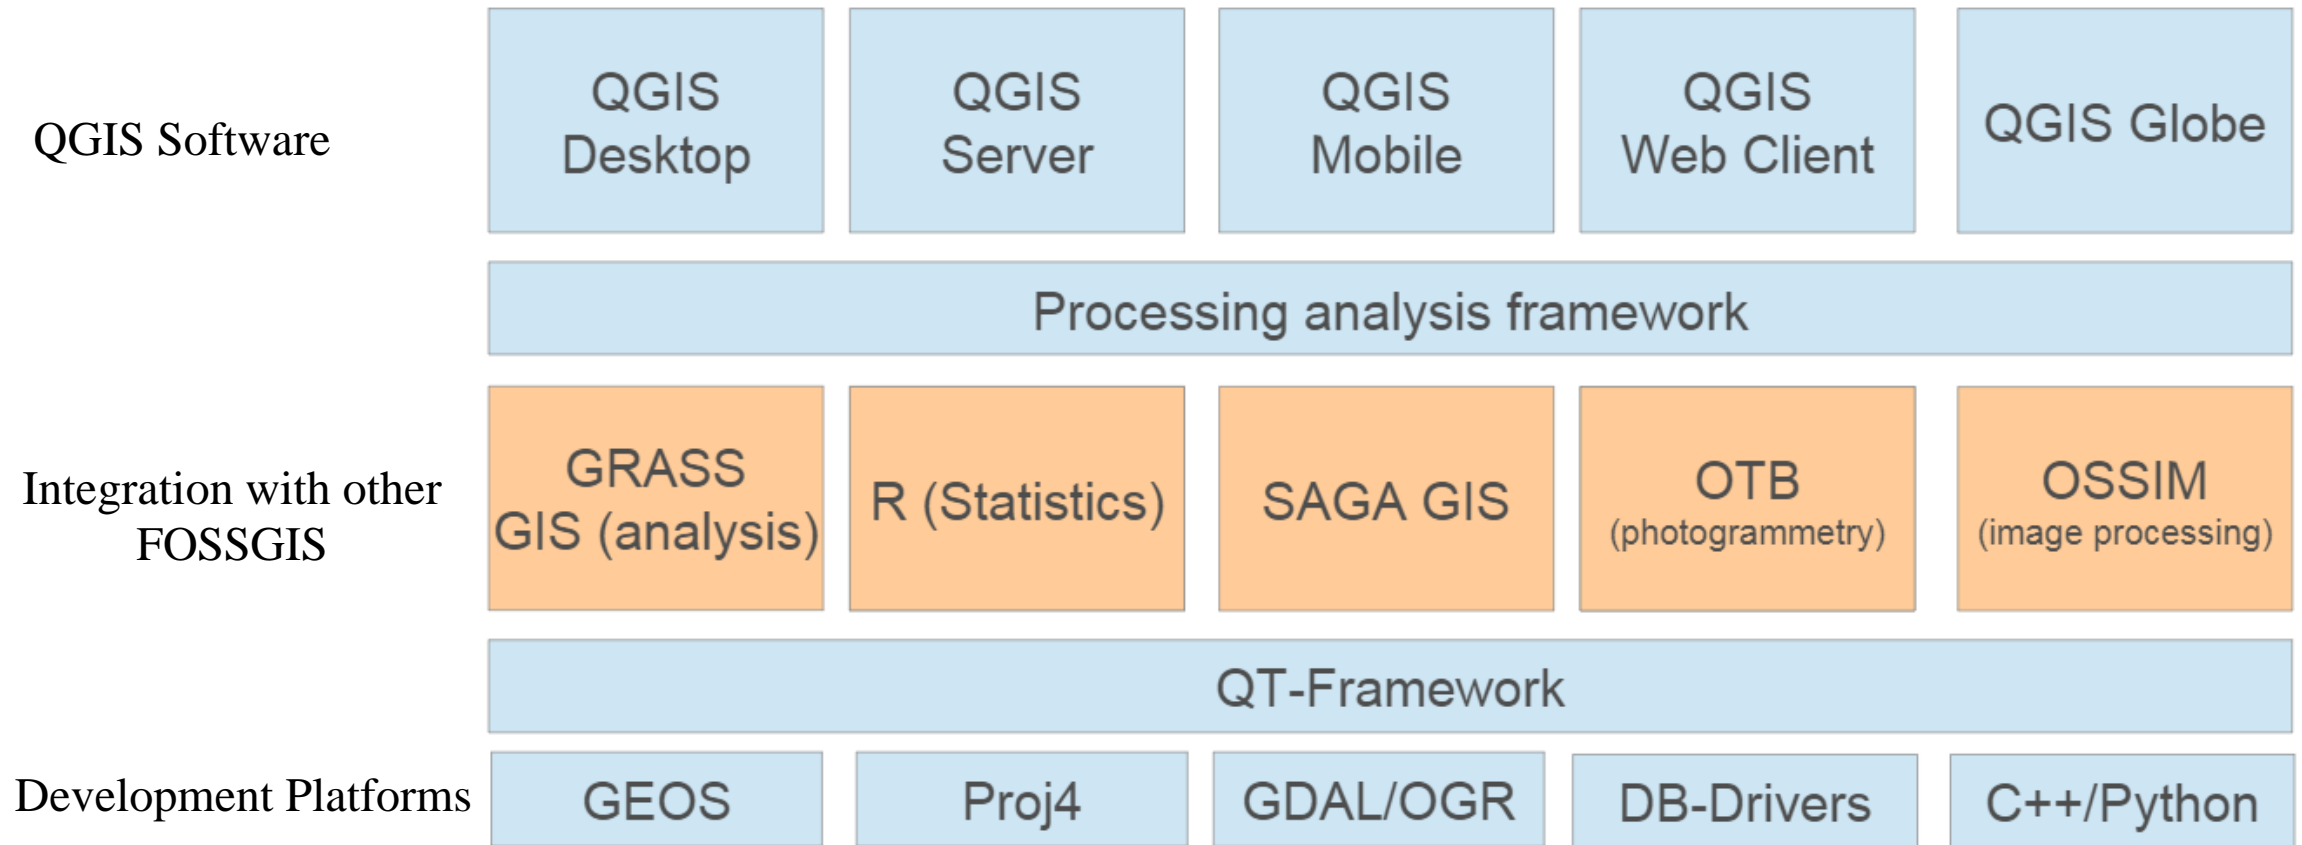 QGIS Software
QGIS
Desktop
QGIS
Server
QGIS
Mobile
QGIS
Web Client
QGIS Globe
Processing analysis framework
Integration with other
FOSSGIS
GRASS
GIS (analysis)
R (Statistics)
SAGA GIS
OTB
(photogrammetry)
OSSIM
(image processing)
QT-Framework
Development Platforms
GEOS
Proj4
GDAL/OGR
DB-Drivers
C++/Python